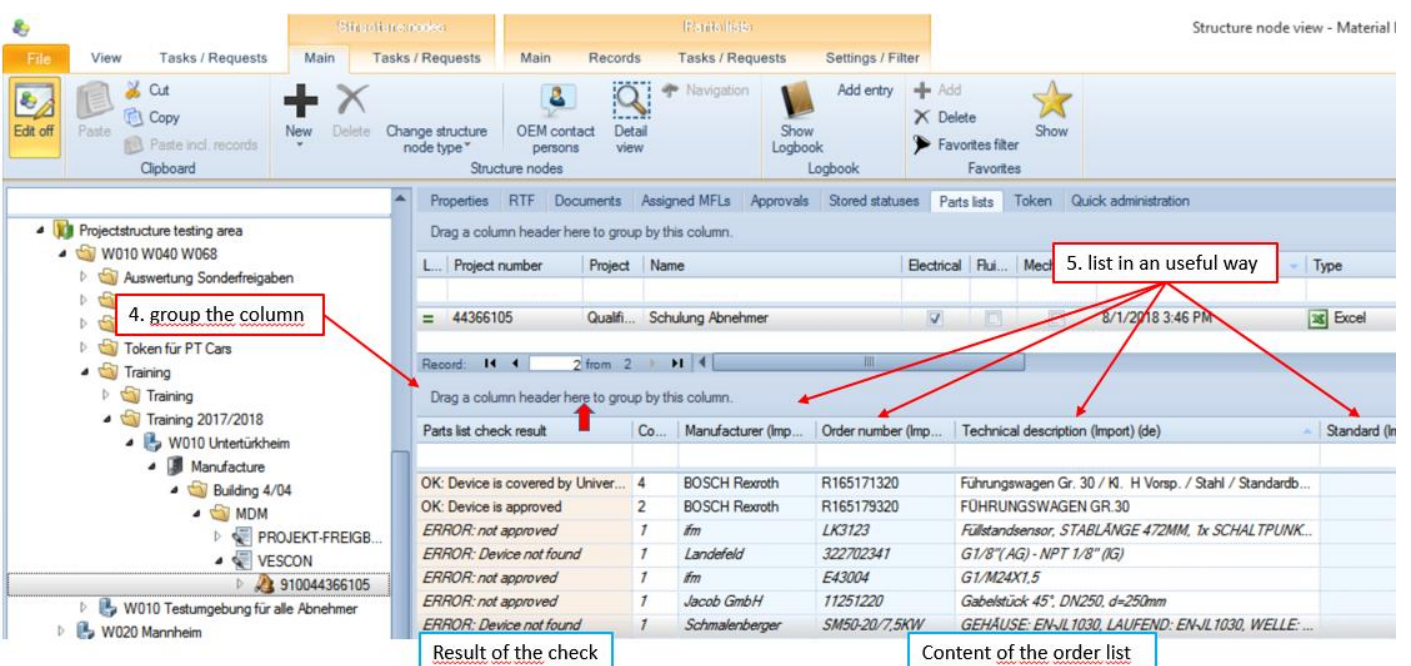 Structure nodes
Parts lists
Structure node view - Material
File
View
Tasks / Requests
Main
Tasks / Requests
Main
Records
Tasks / Requests
Settings / Filter
Edit off
Paste
Cut
Copy
Paste incl. records
Clipboard
New
Delete
Change structure
node type
OEM contact
persons
Detail
view
Navigation
Structure nodes
Show
Logbook
Add entry
Logbook
Add
Delete
Favorites filter
Show
Favorites
Projectstructure testing area
W010 W040 W068
Auswertung Sonderfreigaben
4. group the column
Token für PT Cars
Training
Training
Training 2017/2018
W010 Untertürkheim
Manufacture
Building 4/04
MDM
PROJEKT-FREIGB...
VESCON
910044366105
W010 Testumgebung für alle Abnehmer
W020 Mannheim
Properties RTF Documents Assigned MFLs Approvals Stored statuses Parts lists Token Quick administration
Drag a column header here to group by this column.
5. list in an useful way
L... Project number Project Name Electrical Flui... Mech Type
= 44366105 Qualifi... Schulung Abnehmer 8/1/2018 3:46 PM Excel
Record: 2 from 2
Drag a column header here to group by this column.
Parts list check result Co... Manufacturer (Imp... Order number (Imp... Technical description (Import) (de) Standard (Im
OK: Device is covered by Univer... 4 BOSCH Rexroth R165171320 Führungswagen Gr. 30 / Kl. H Vorsp. / Stahl / Standardb...
OK: Device is approved 2 BOSCH Rexroth R165179320 FÜHRUNGSWAGEN GR.30
ERROR: not approved 1 ifm LK3123 Füllstandsensor, STABLÄNGE 472MM, 1x SCHALTPUNK...
ERROR: Device not found 1 Landefeld 322702341 G1/8"(AG) - NPT 1/8" (IG)
ERROR: not approved 1 ifm E43004 G1/M24X1,5
ERROR: not approved 1 Jacob GmbH 11251220 Gabelstück 45°, DN250, d=250mm
ERROR: Device not found 1 Schmalenberger SM50-20/7,5KW GEHÄUSE: EN-JL1030, LAUFEND: EN-JL1030, WELLE: ...
Result of the check
Content of the order list